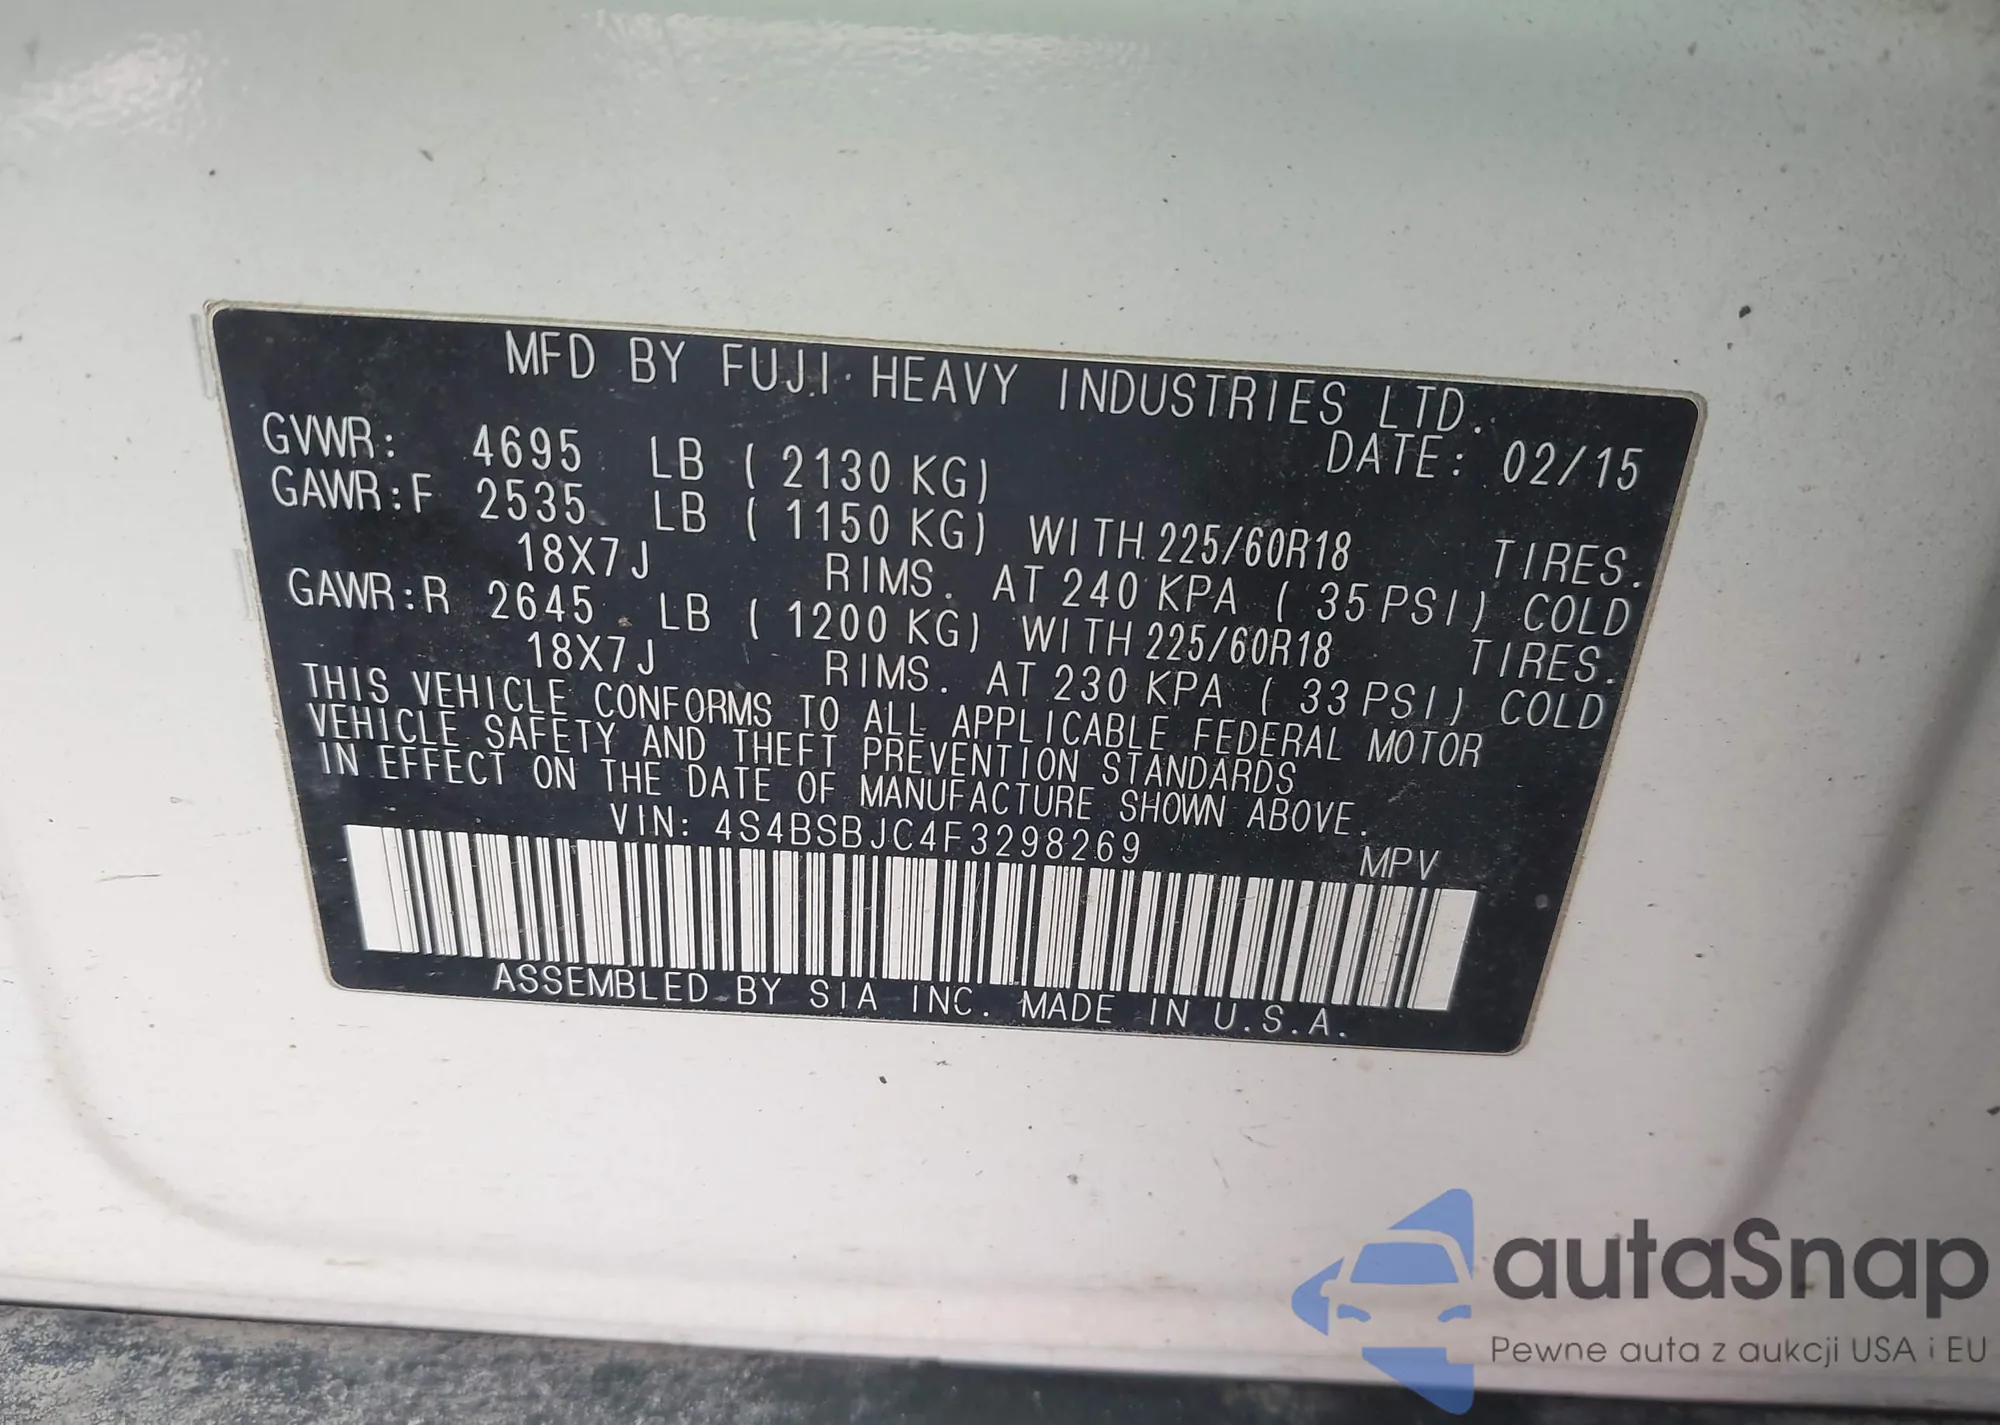 MFD BY FUJI HEAVY INDUSTRIES LTD.
DATE: 02/15
GVWR: 4695 LB ( 2130 KG)
GAWR:F 2535 LB ( 1150 KG) WITH 225/60R18 TIRES.
18X7J RIMS. AT 240 KPA ( 35 PSI) COLD
GAWR:R 2645 LB ( 1200 KG) WITH 225/60R18 TIRES.
18X7J RIMS. AT 230 KPA ( 33 PSI) COLD
THIS VEHICLE CONFORMS TO ALL APPLICABLE FEDERAL MOTOR
VEHICLE SAFETY AND THEFT PREVENTION STANDARDS
IN EFFECT ON THE DATE OF MANUFACTURE SHOWN ABOVE.
VIN: 4S4BSBJC4F3298269 MPV
ASSEMBLED BY SIA INC. MADE IN U.S.A.
autaSnap
Pewne auta z aukcji USA i EU